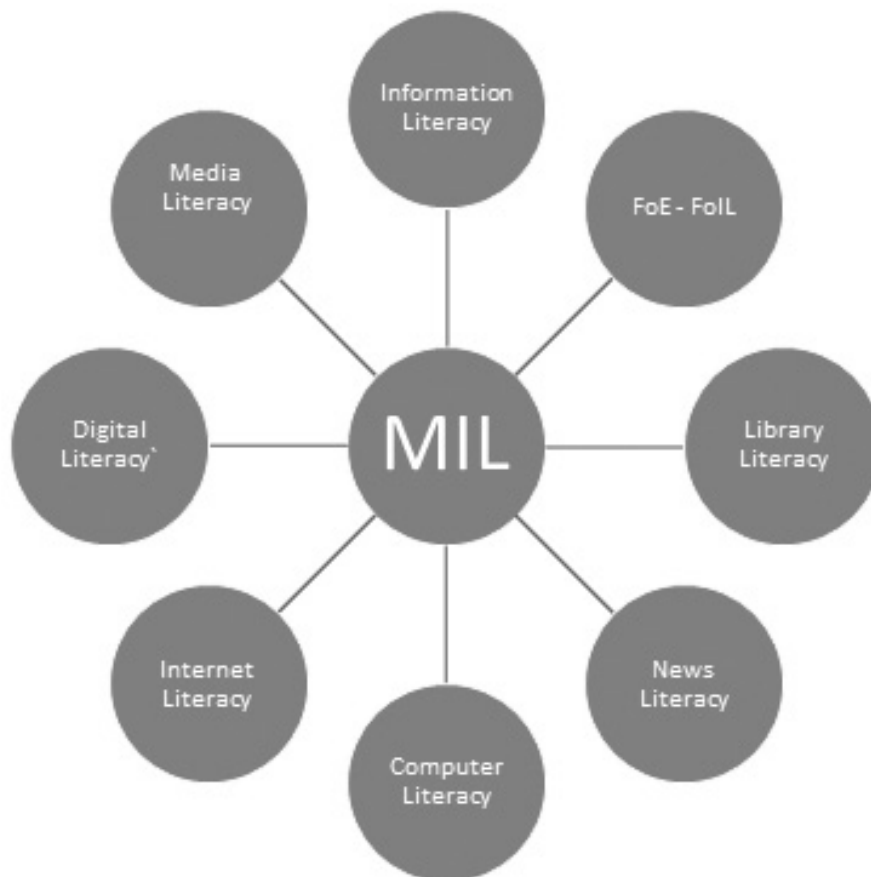 Information
Literacy
Media
Literacy
FoE - FoIL
MIL
Digital
Literacy`
Library
Literacy
Internet
Literacy
News
Literacy
Computer
Literacy